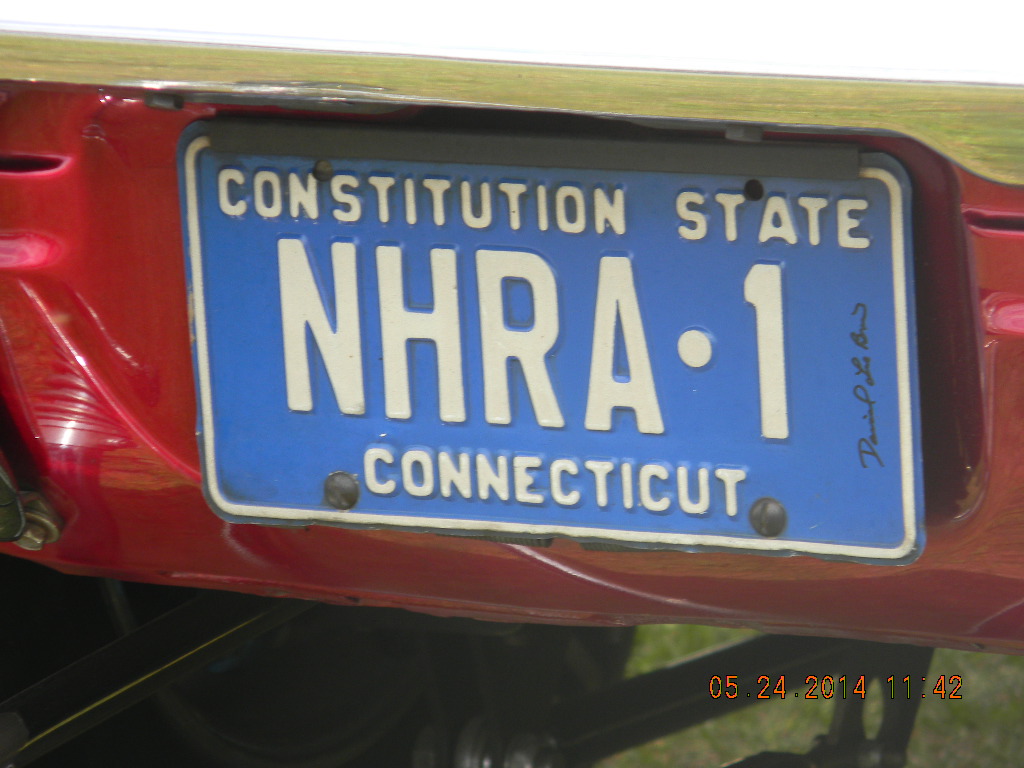 CONSTITUTION STATE
NHRA·1
CONNECTICUT
05.24.2014 11:42